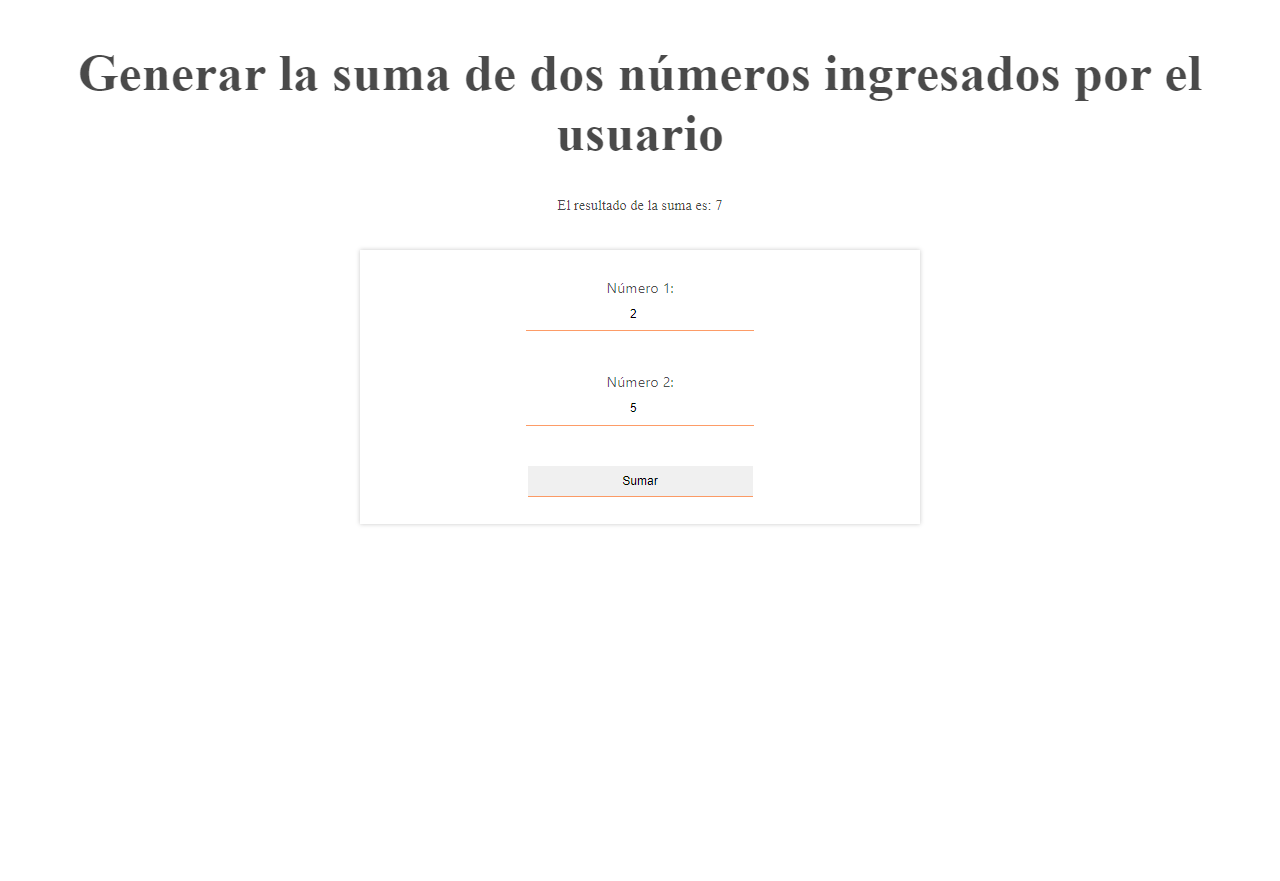 Generar la suma de dos números ingresados por el
usuario
El resultado de la suma es: 7
Número 1:
2
Número 2:
5
Sumar